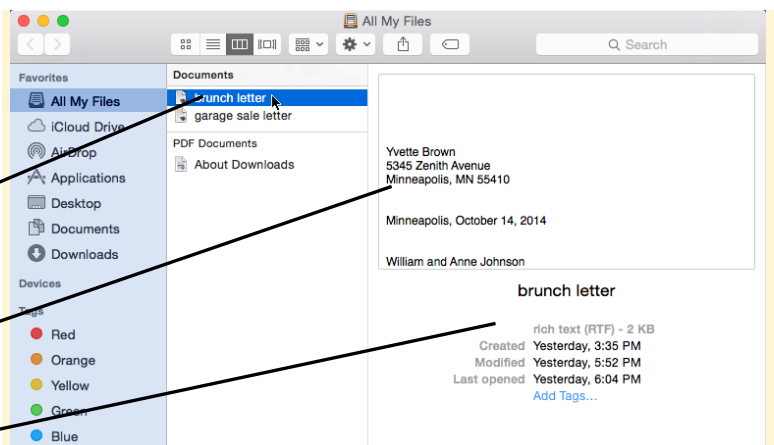 All My Files
Search
Favorites
All My Files
iCloud Drive
AirDrop
Applications
Desktop
Documents
Downloads
Devices
Tags
Red
Orange
Yellow
Green
Blue
Documents
brunch letter
garage sale letter
PDF Documents
About Downloads
Yvette Brown
5345 Zenith Avenue
Minneapolis, MN 55410
Minneapolis, October 14, 2014
William and Anne Johnson
brunch letter
rich text (RTF) - 2 KB
Created Yesterday, 3:35 PM
Modified Yesterday, 5:52 PM
Last opened Yesterday, 6:04 PM
Add Tags...